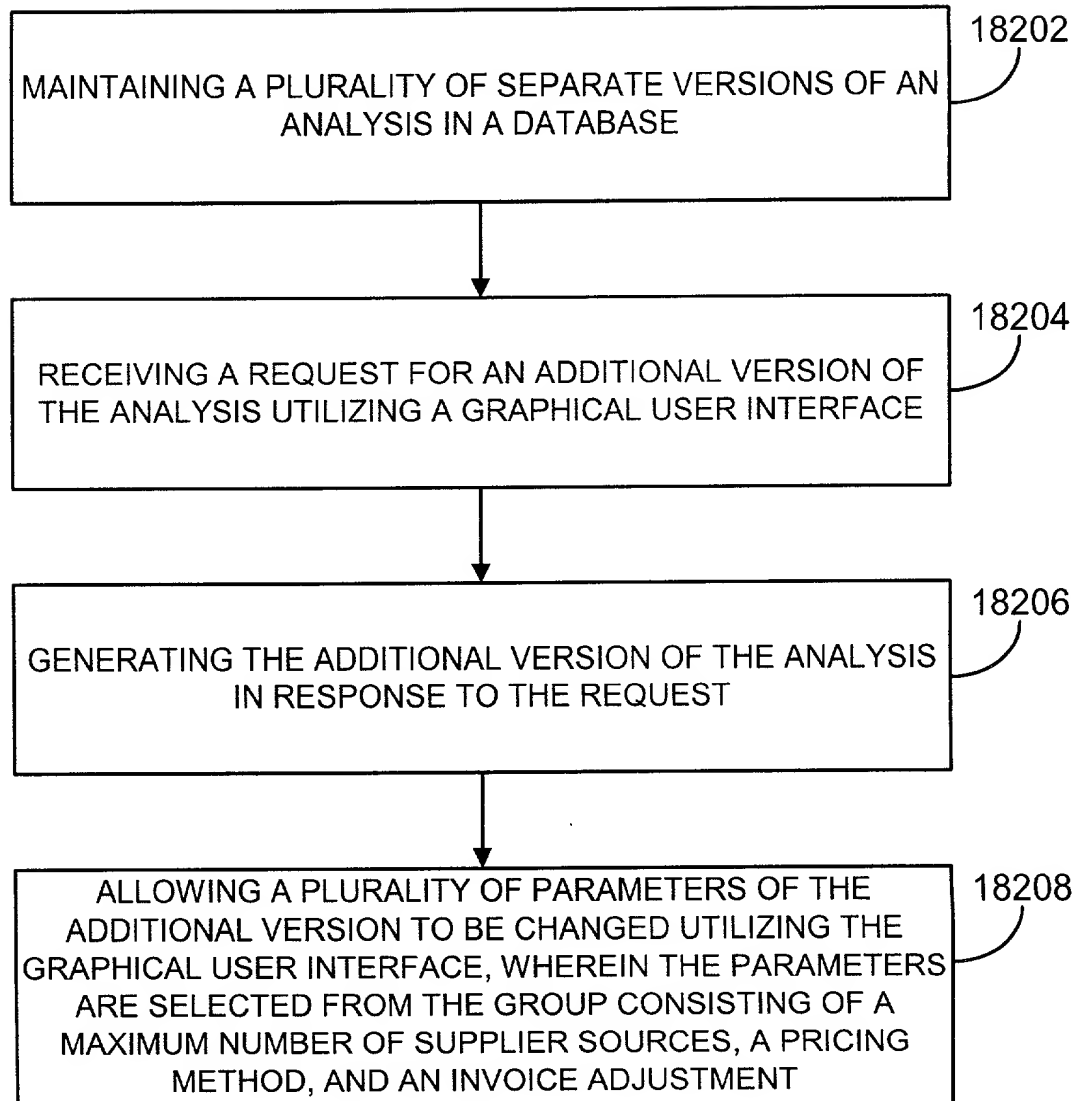 18202
MAINTAINING A PLURALITY OF SEPARATE VERSIONS OF AN
ANALYSIS IN A DATABASE
18204
RECEIVING A REQUEST FOR AN ADDITIONAL VERSION OF
THE ANALYSIS UTILIZING A GRAPHICAL USER INTERFACE
18206
GENERATING THE ADDITIONAL VERSION OF THE ANALYSIS
IN RESPONSE TO THE REQUEST
18208
ALLOWING A PLURALITY OF PARAMETERS OF THE
ADDITIONAL VERSION TO BE CHANGED UTILIZING THE
GRAPHICAL USER INTERFACE, WHEREIN THE PARAMETERS
ARE SELECTED FROM THE GROUP CONSISTING OF A
MAXIMUM NUMBER OF SUPPLIER SOURCES, A PRICING
METHOD, AND AN INVOICE ADJUSTMENT